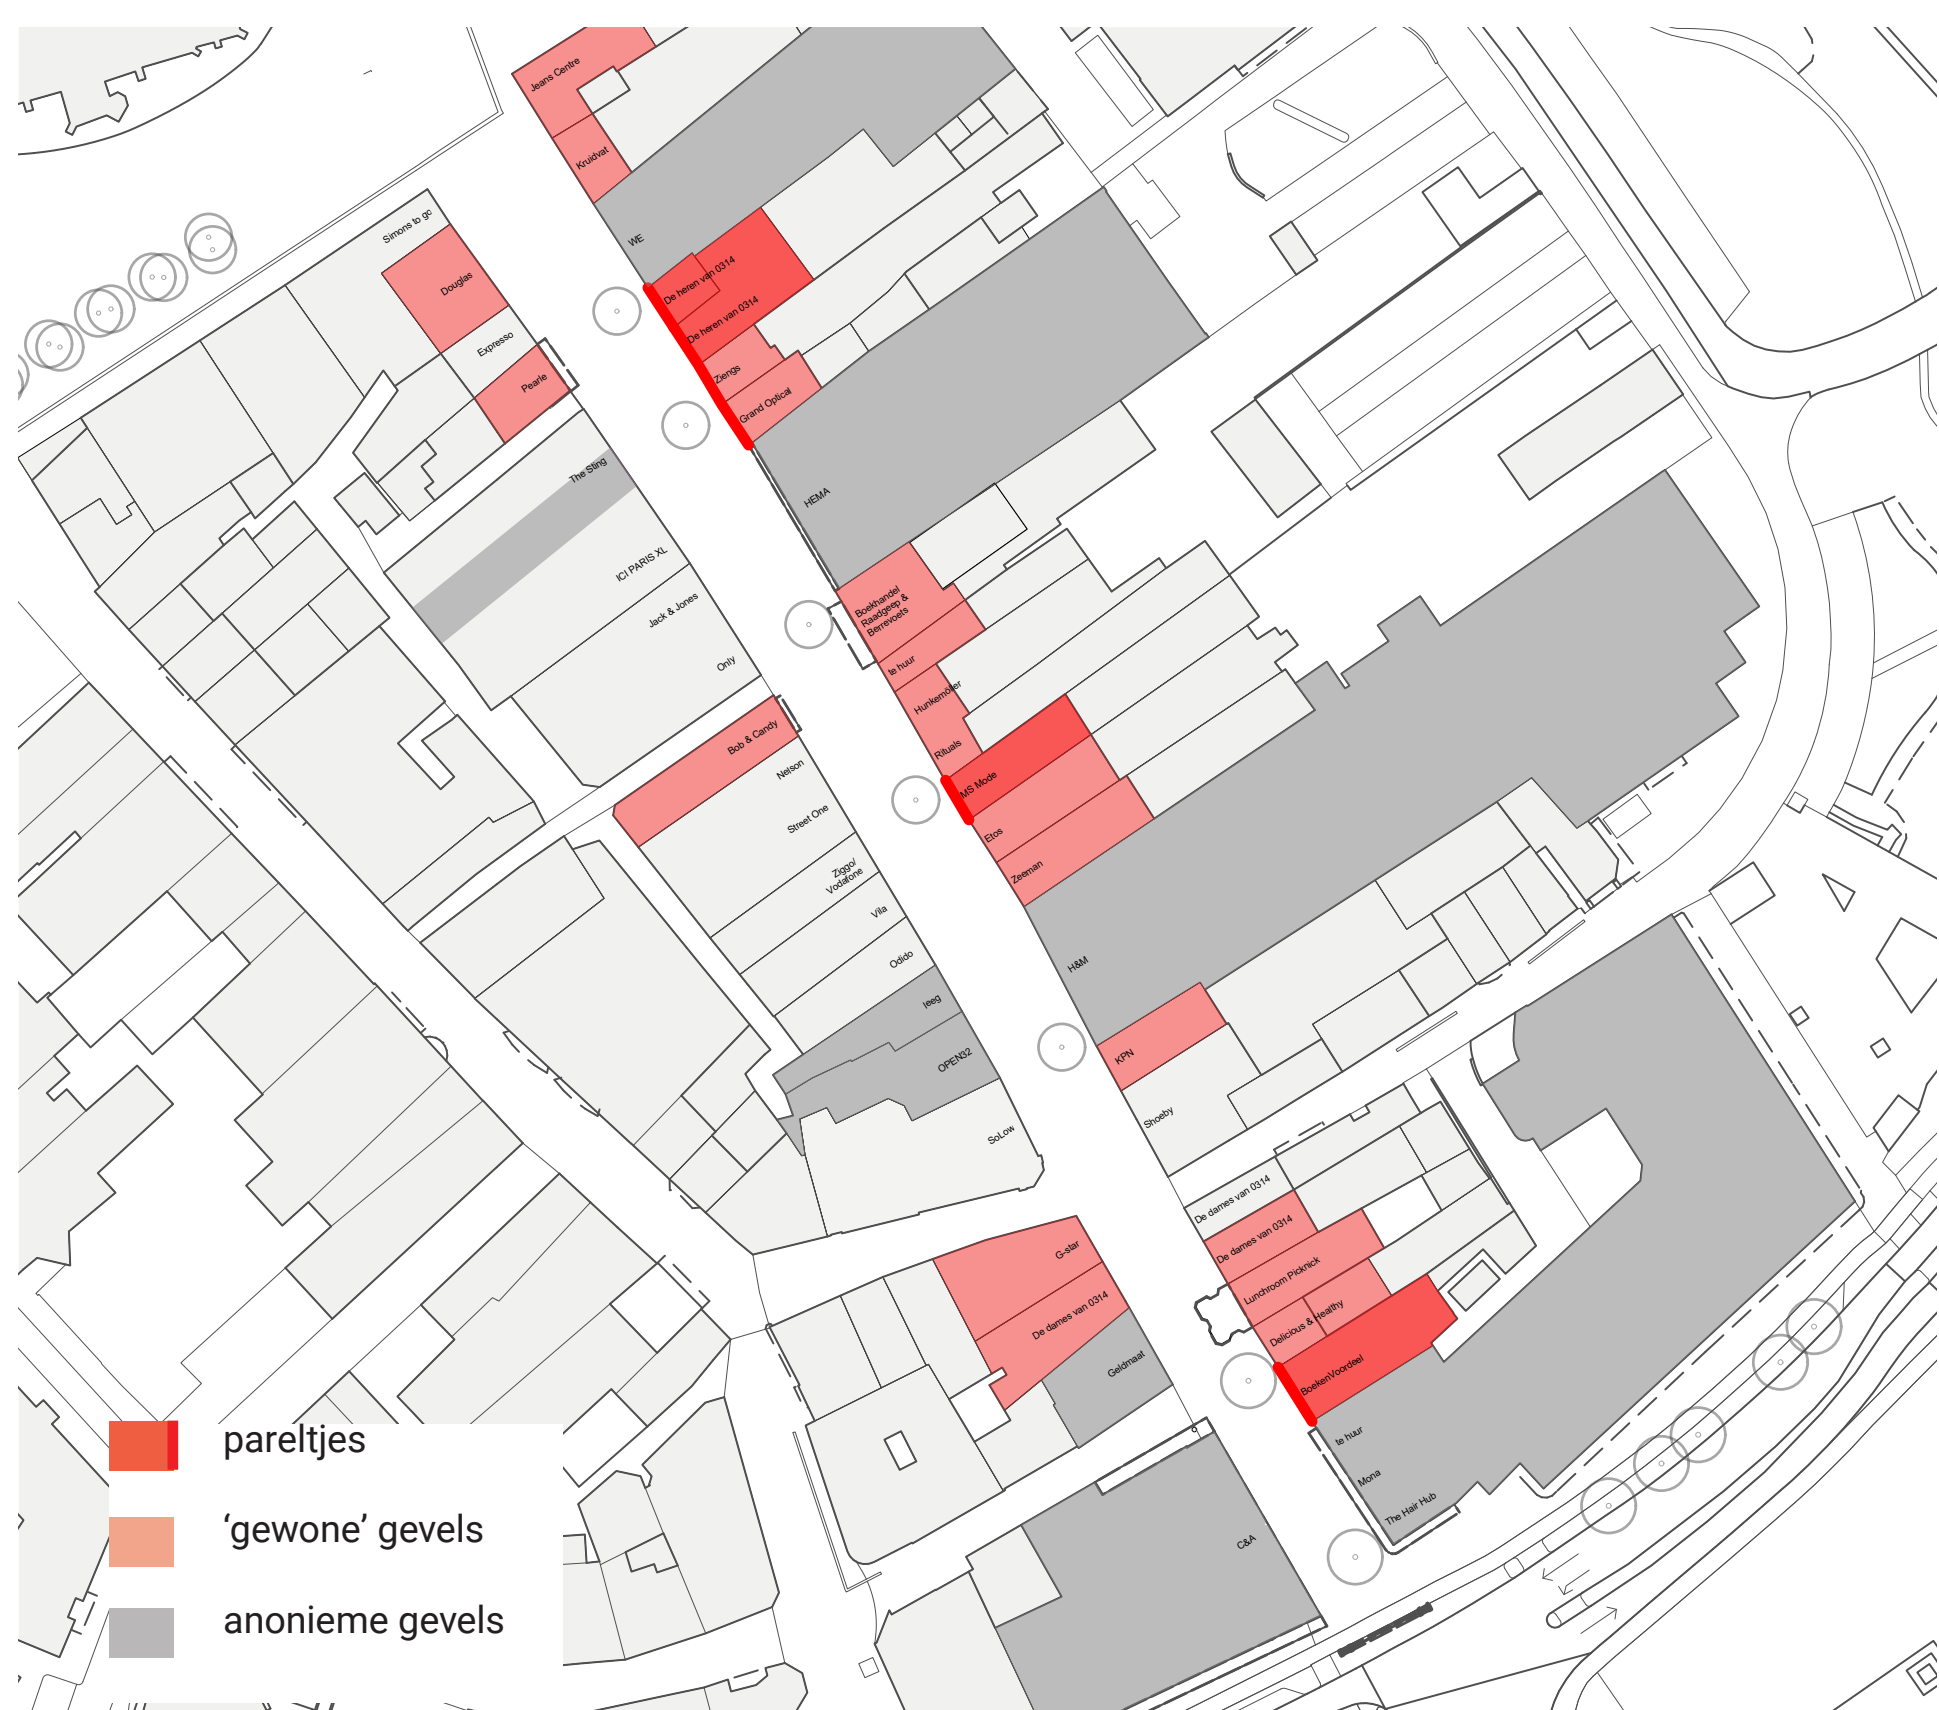 Jeans Centre
Kruidvat
WE
De heren van 0314
De heren van 0314
Ziengs
Grand Optical
HEMA
Boekhandel
Raadgeep &
Berrevoets
te huur
Hunkemöller
Rituals
MS Mode
Etos
Zeeman
H&M
KPN
Shoeby
De dames van 0314
De dames van 0314
Lunchroom Picknick
Delicious & Healthy
BoekenVoordeel
te huur
Mona
The Hair Hub
Simons to go
Douglas
Expresso
Pearle
The Sting
ICI PARIS XL
Jack & Jones
Only
Bob & Candy
Nelson
Street One
Ziggo/
Vodafone
Vila
Odido
Jeeg
OPEN32
SoLow
G-star
De dames van 0314
Geldmaat
C&A
pareltjes
‘gewone’ gevels
anonieme gevels